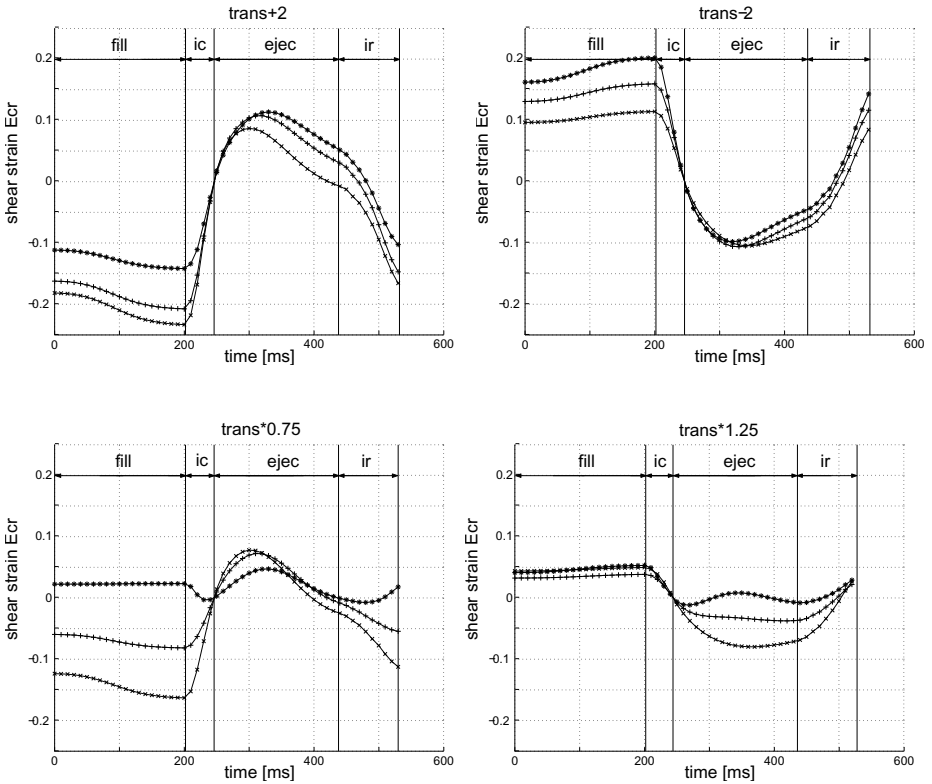 trans+2
fill ic ejec ir
shear strain Ecr
0.2
0.1
0
-0.1
-0.2
0 200 400 600
time [ms]
trans-2
fill ic ejec ir
shear strain Ecr
0.2
0.1
0
-0.1
-0.2
0 200 400 600
time [ms]
trans*0.75
fill ic ejec ir
shear strain Ecr
0.2
0.1
0
-0.1
-0.2
0 200 400 600
time [ms]
trans*1.25
fill ic ejec ir
shear strain Ecr
0.2
0.1
0
-0.1
-0.2
0 200 400 600
time [ms]